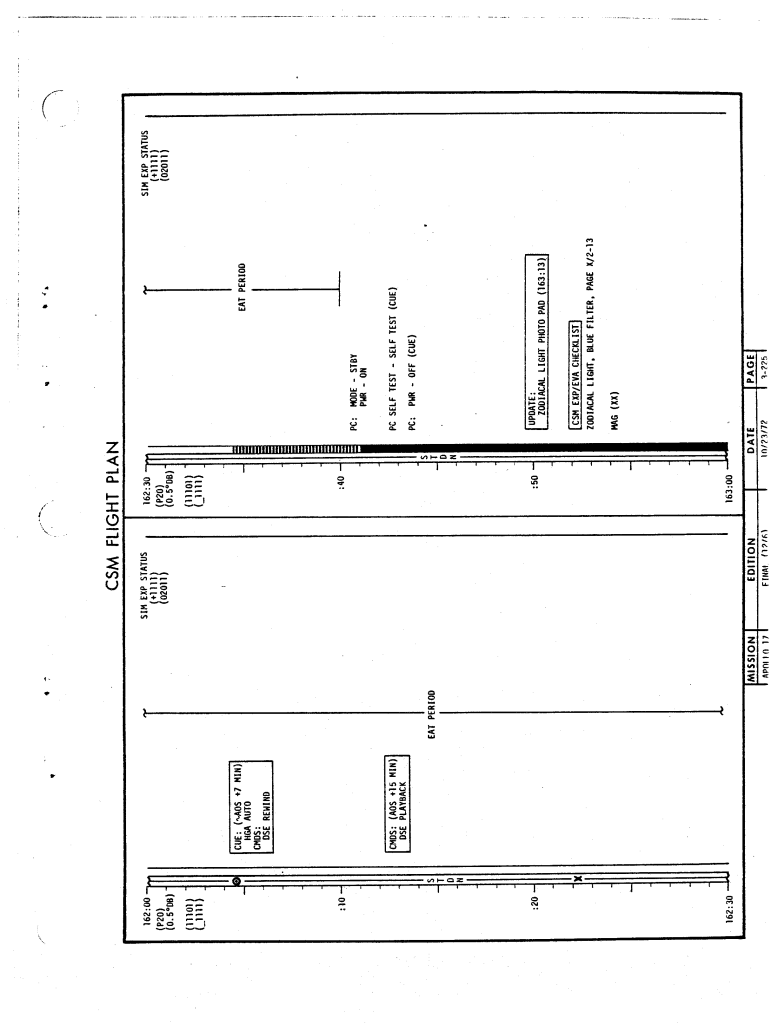 CSM FLIGHT PLAN
162:00
(P20)
(0.5°DB)
(11101)
(_1111)
:10
:20
162:30
S
T
D
N
X
CUE: (~AOS +7 MIN)
HGA AUTO
CMDS:
DSE REWIND
CMDS: (AOS +15 MIN)
DSE PLAYBACK
EAT PERIOD
SIM EXP STATUS
(+1111)
(02011)
162:30
(P20)
(0.5°DB)
(11101)
(_1111)
:40
:50
163:00
S
T
D
N
EAT PERIOD
SIM EXP STATUS
(+1111)
(02011)
PC: MODE - STBY
PWR - ON
PC SELF TEST - SELF TEST (CUE)
PC: PWR - OFF (CUE)
UPDATE:
ZODIACAL LIGHT PHOTO PAD (163:13)
CSM EXP/EVA CHECKLIST
ZODIACAL LIGHT, BLUE FILTER, PAGE X/2-13
MAG (XX)
MISSION EDITION DATE PAGE
APOLLO 17 FINAL (12/6) 10/23/72 3-225